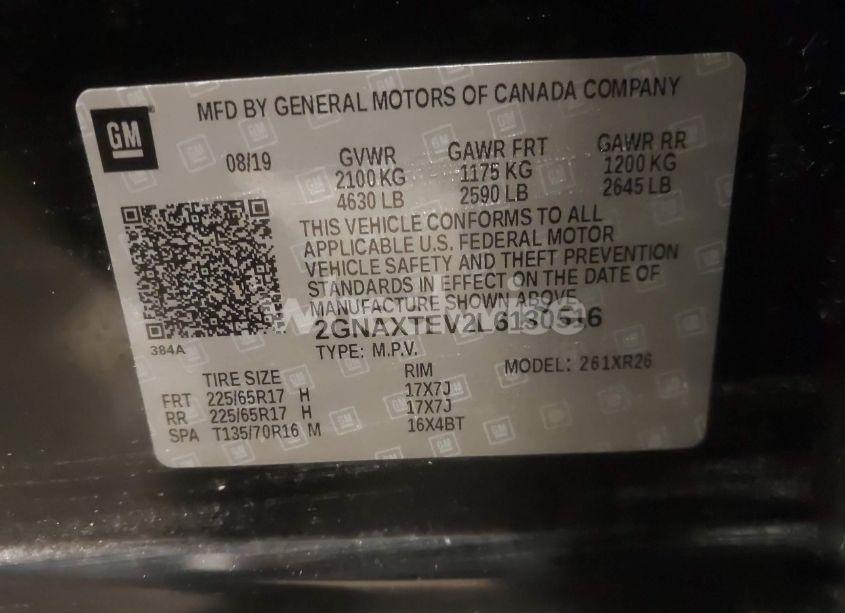 MFD BY GENERAL MOTORS OF CANADA COMPANY
GM
08/19 GVWR GAWR FRT GAWR RR
2100 KG 1175 KG 1200 KG
4630 LB 2590 LB 2645 LB
THIS VEHICLE CONFORMS TO ALL
APPLICABLE U.S. FEDERAL MOTOR
VEHICLE SAFETY AND THEFT PREVENTION
STANDARDS IN EFFECT ON THE DATE OF
MANUFACTURE SHOWN ABOVE
2GNAXTEV2L6130516
384A
TYPE: M.P.V.
MODEL: 261XR26
TIRE SIZE RIM
FRT 225/65R17 H 17X7J
RR 225/65R17 H 17X7J
SPA T135/70R16 M 16X4BT